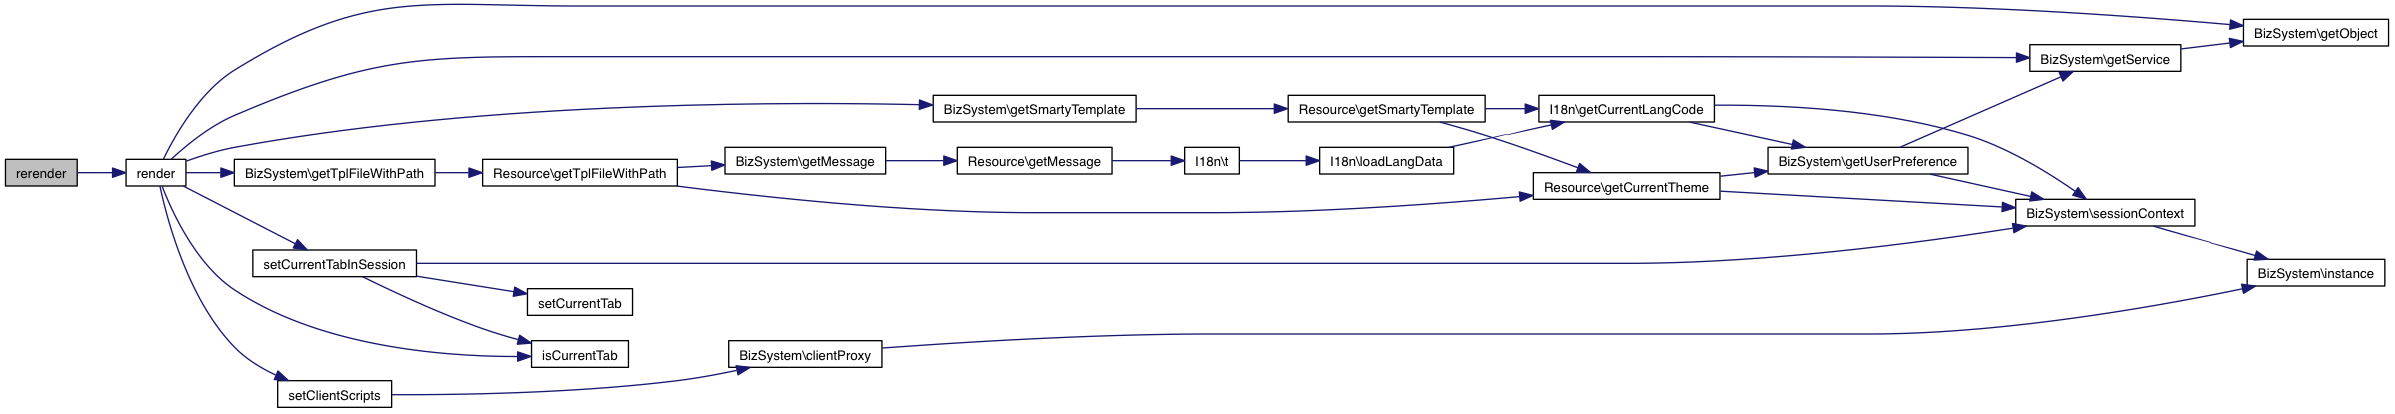 rerender
render
BizSystem\getObject
BizSystem\getService
BizSystem\getSmartyTemplate
Resource\getSmartyTemplate
I18n\getCurrentLangCode
BizSystem\getTplFileWithPath
Resource\getTplFileWithPath
BizSystem\getMessage
Resource\getMessage
I18n\t
I18n\loadLangData
BizSystem\getUserPreference
Resource\getCurrentTheme
BizSystem\sessionContext
setCurrentTabInSession
BizSystem\instance
setCurrentTab
isCurrentTab
BizSystem\clientProxy
setClientScripts